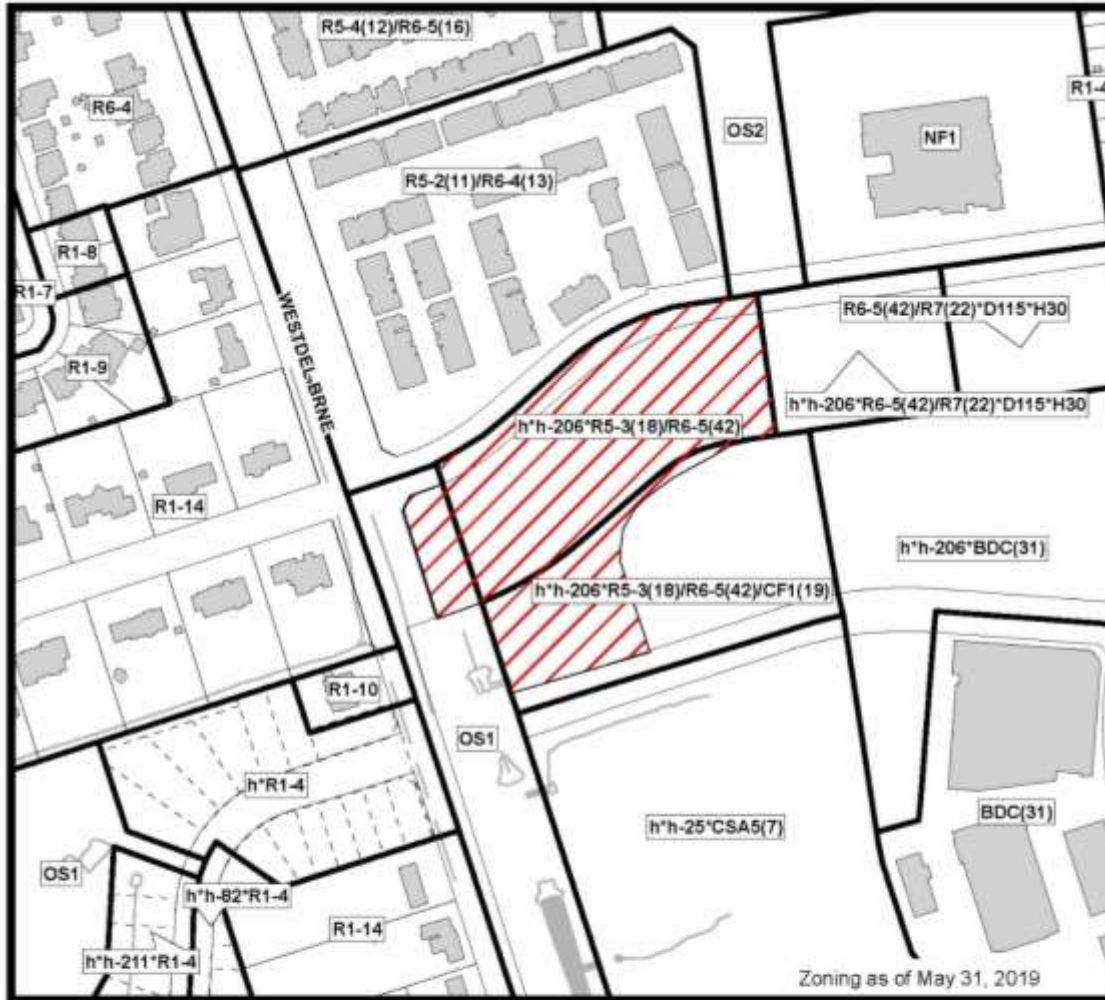 R5-4(12)/R6-5(16)
R6-4
OS2
NF1
R1-4
R5-2(11)/R6-4(13)
R1-8
R1-7
WESTDEL BRNE
R6-5(42)/R7(22)*D115*H30
R1-9
h*h-206*R5-3(18)/R6-5(42)
h*h-206*R6-5(42)/R7(22)*D115*H30
R1-14
h*h-206*BDC(31)
h*h-206*R5-3(18)/R6-5(42)/CF1(19)
R1-10
OS1
h*R1-4
h*h-25*CSA5(7)
BDC(31)
OS1
h*h-82*R1-4
R1-14
h*h-211*R1-4
Zoning as of May 31, 2019